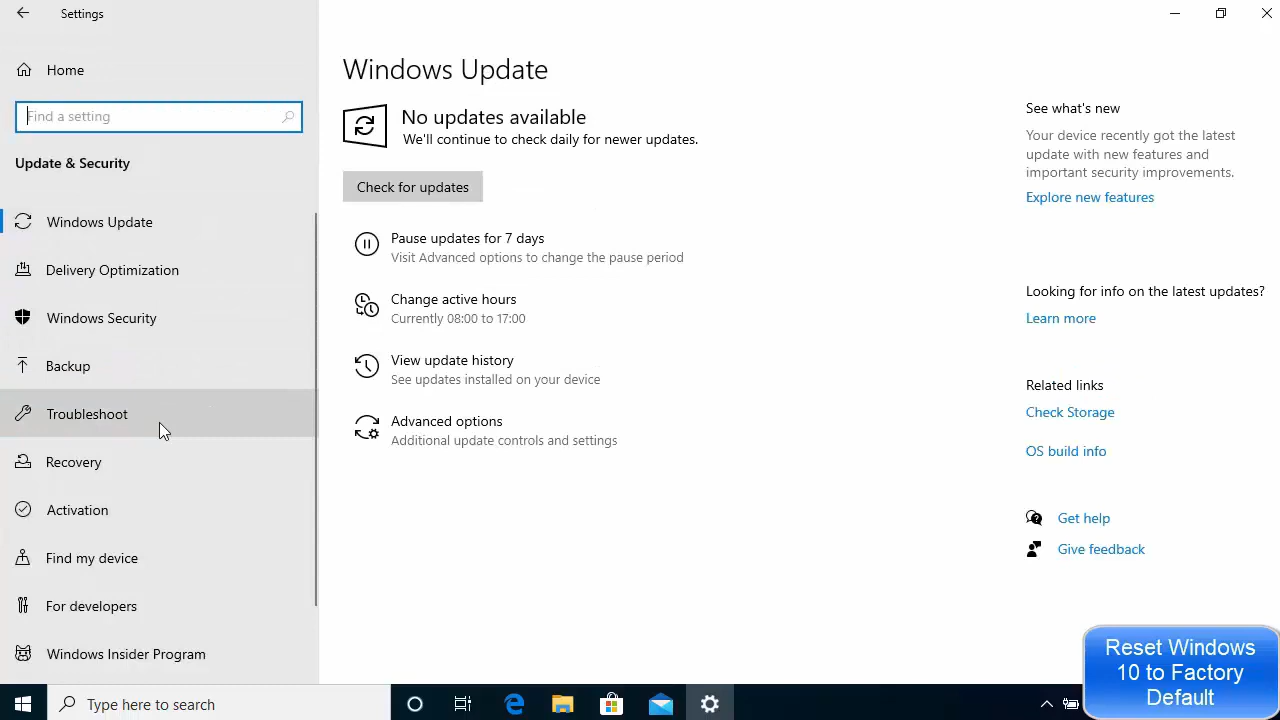 Settings
Home
Find a setting
Update & Security
Windows Update
Delivery Optimization
Windows Security
Backup
Troubleshoot
Recovery
Activation
Find my device
For developers
Windows Insider Program
Windows Update
No updates available
We'll continue to check daily for newer updates.
Check for updates
Pause updates for 7 days
Visit Advanced options to change the pause period
Change active hours
Currently 08:00 to 17:00
View update history
See updates installed on your device
Advanced options
Additional update controls and settings
See what's new
Your device recently got the latest
update with new features and
important security improvements.
Explore new features
Looking for info on the latest updates?
Learn more
Related links
Check Storage
OS build info
Get help
Give feedback
Reset Windows
10 to Factory
Default
Type here to search